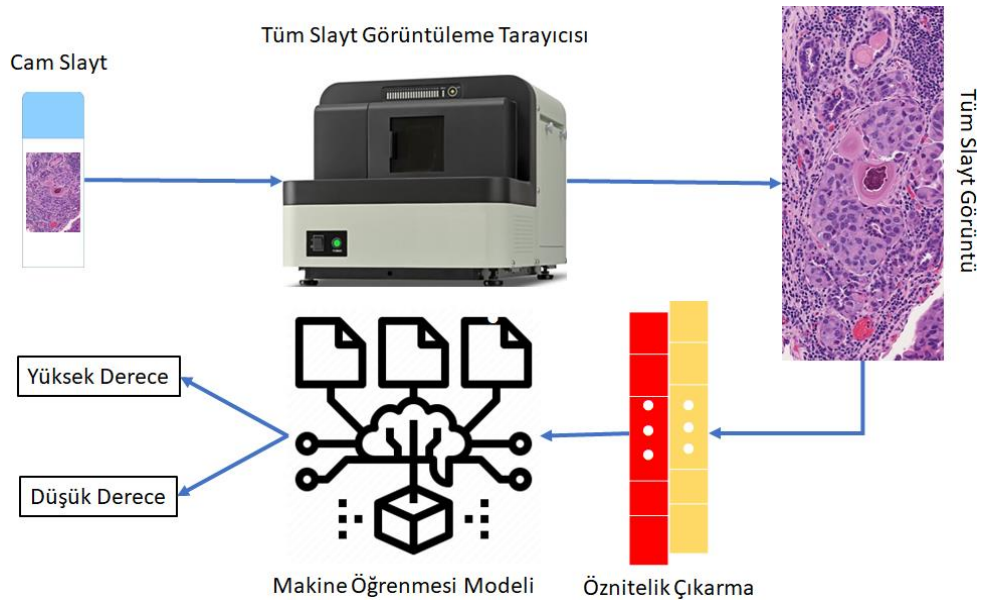 Tüm Slayt Görüntüleme Tarayıcısı
Cam Slayt
Tüm Slayt Görüntü
Yüksek Derece
Düşük Derece
Makine Öğrenmesi Modeli
Öznitelik Çıkarma